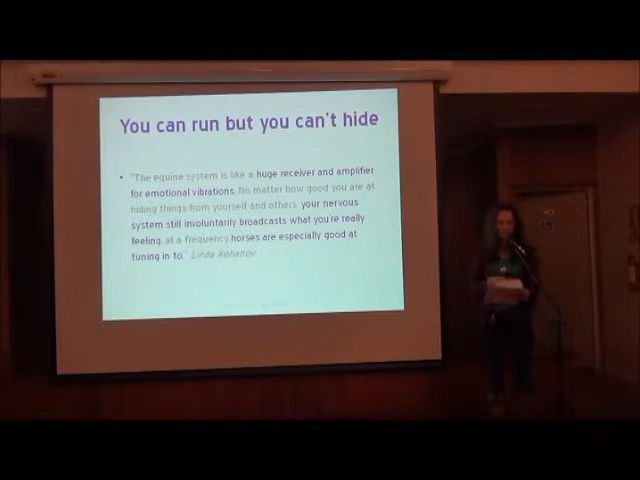 You can run but you can't hide
• "The equine system is like a huge receiver and amplifier
for emotional vibrations. No matter how good you are at
hiding things from yourself and others, your nervous
system still involuntarily broadcasts what you're really
feeling, at a frequency horses are especially good at
tuning in to." Linda Kohanov